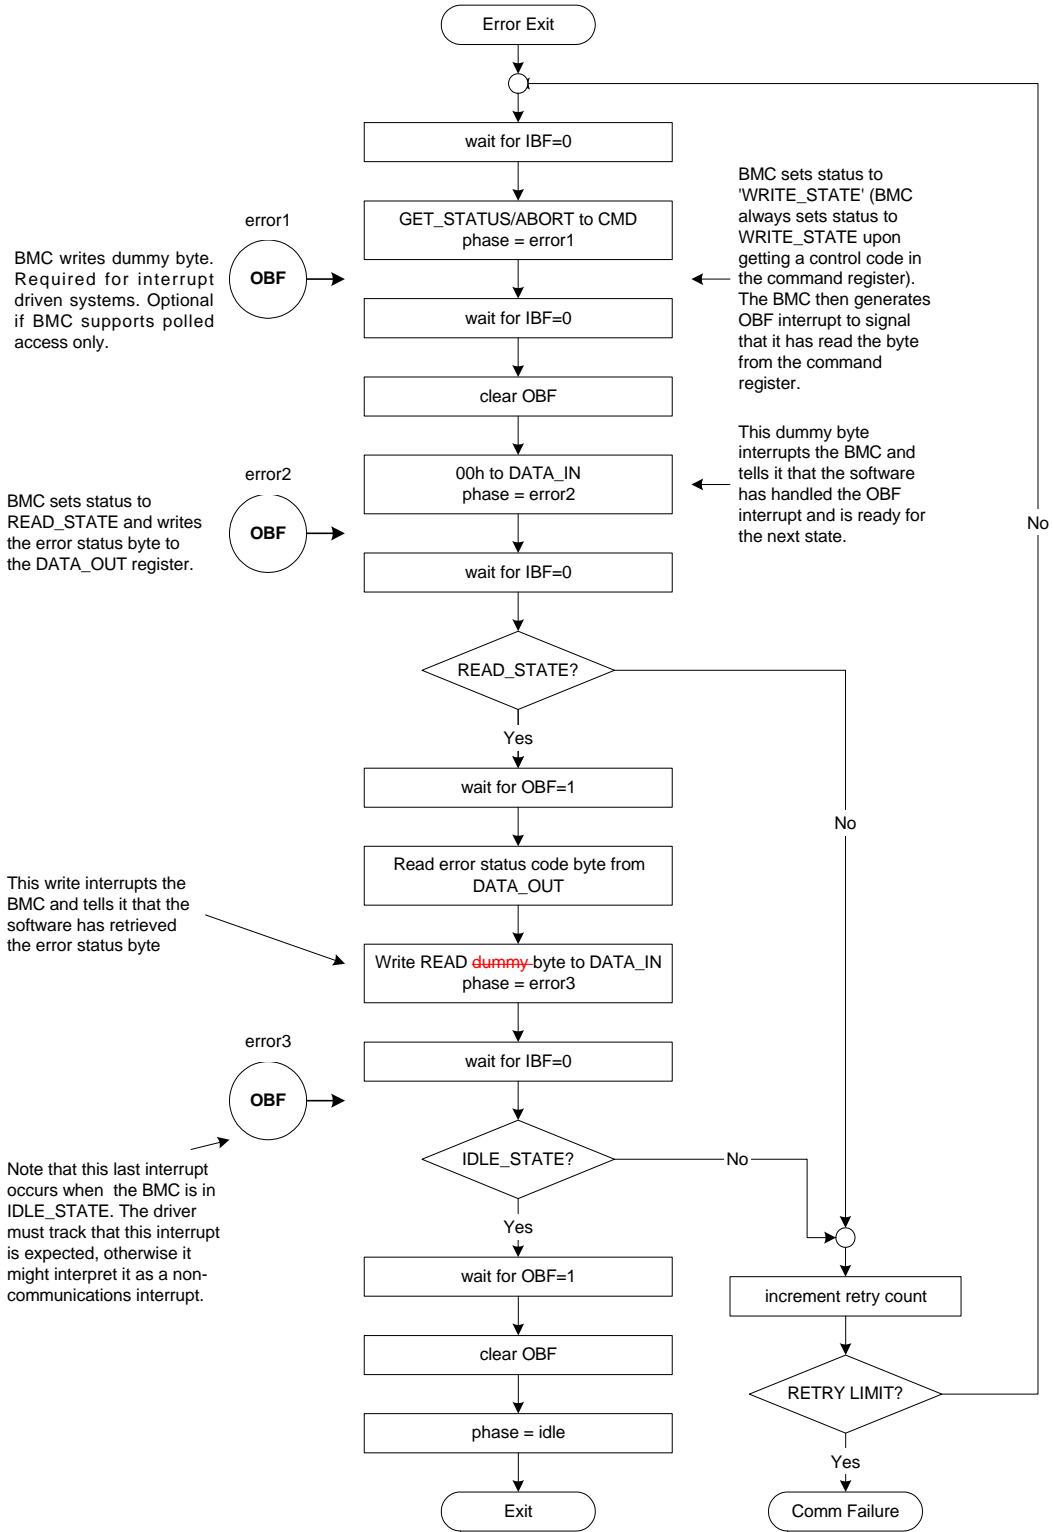 Error Exit
wait for IBF=0
GET_STATUS/ABORT to CMD
phase = error1
error1
OBF
BMC writes dummy byte.
Required for interrupt
driven systems. Optional
if BMC supports polled
access only.
BMC sets status to
'WRITE_STATE' (BMC
always sets status to
WRITE_STATE upon
getting a control code in
the command register).
The BMC then generates
OBF interrupt to signal
that it has read the byte
from the command
register.
wait for IBF=0
clear OBF
00h to DATA_IN
phase = error2
This dummy byte
interrupts the BMC and
tells it that the software
has handled the OBF
interrupt and is ready for
the next state.
error2
OBF
BMC sets status to
READ_STATE and writes
the error status byte to
the DATA_OUT register.
No
wait for IBF=0
READ_STATE?
Yes
wait for OBF=1
No
Read error status code byte from
DATA_OUT
This write interrupts the
BMC and tells it that the
software has retrieved
the error status byte
Write READ dummy byte to DATA_IN
phase = error3
error3
OBF
wait for IBF=0
IDLE_STATE?
No
Note that this last interrupt
occurs when the BMC is in
IDLE_STATE. The driver
must track that this interrupt
is expected, otherwise it
might interpret it as a non-
communications interrupt.
Yes
wait for OBF=1
increment retry count
clear OBF
RETRY LIMIT?
phase = idle
Yes
Exit
Comm Failure